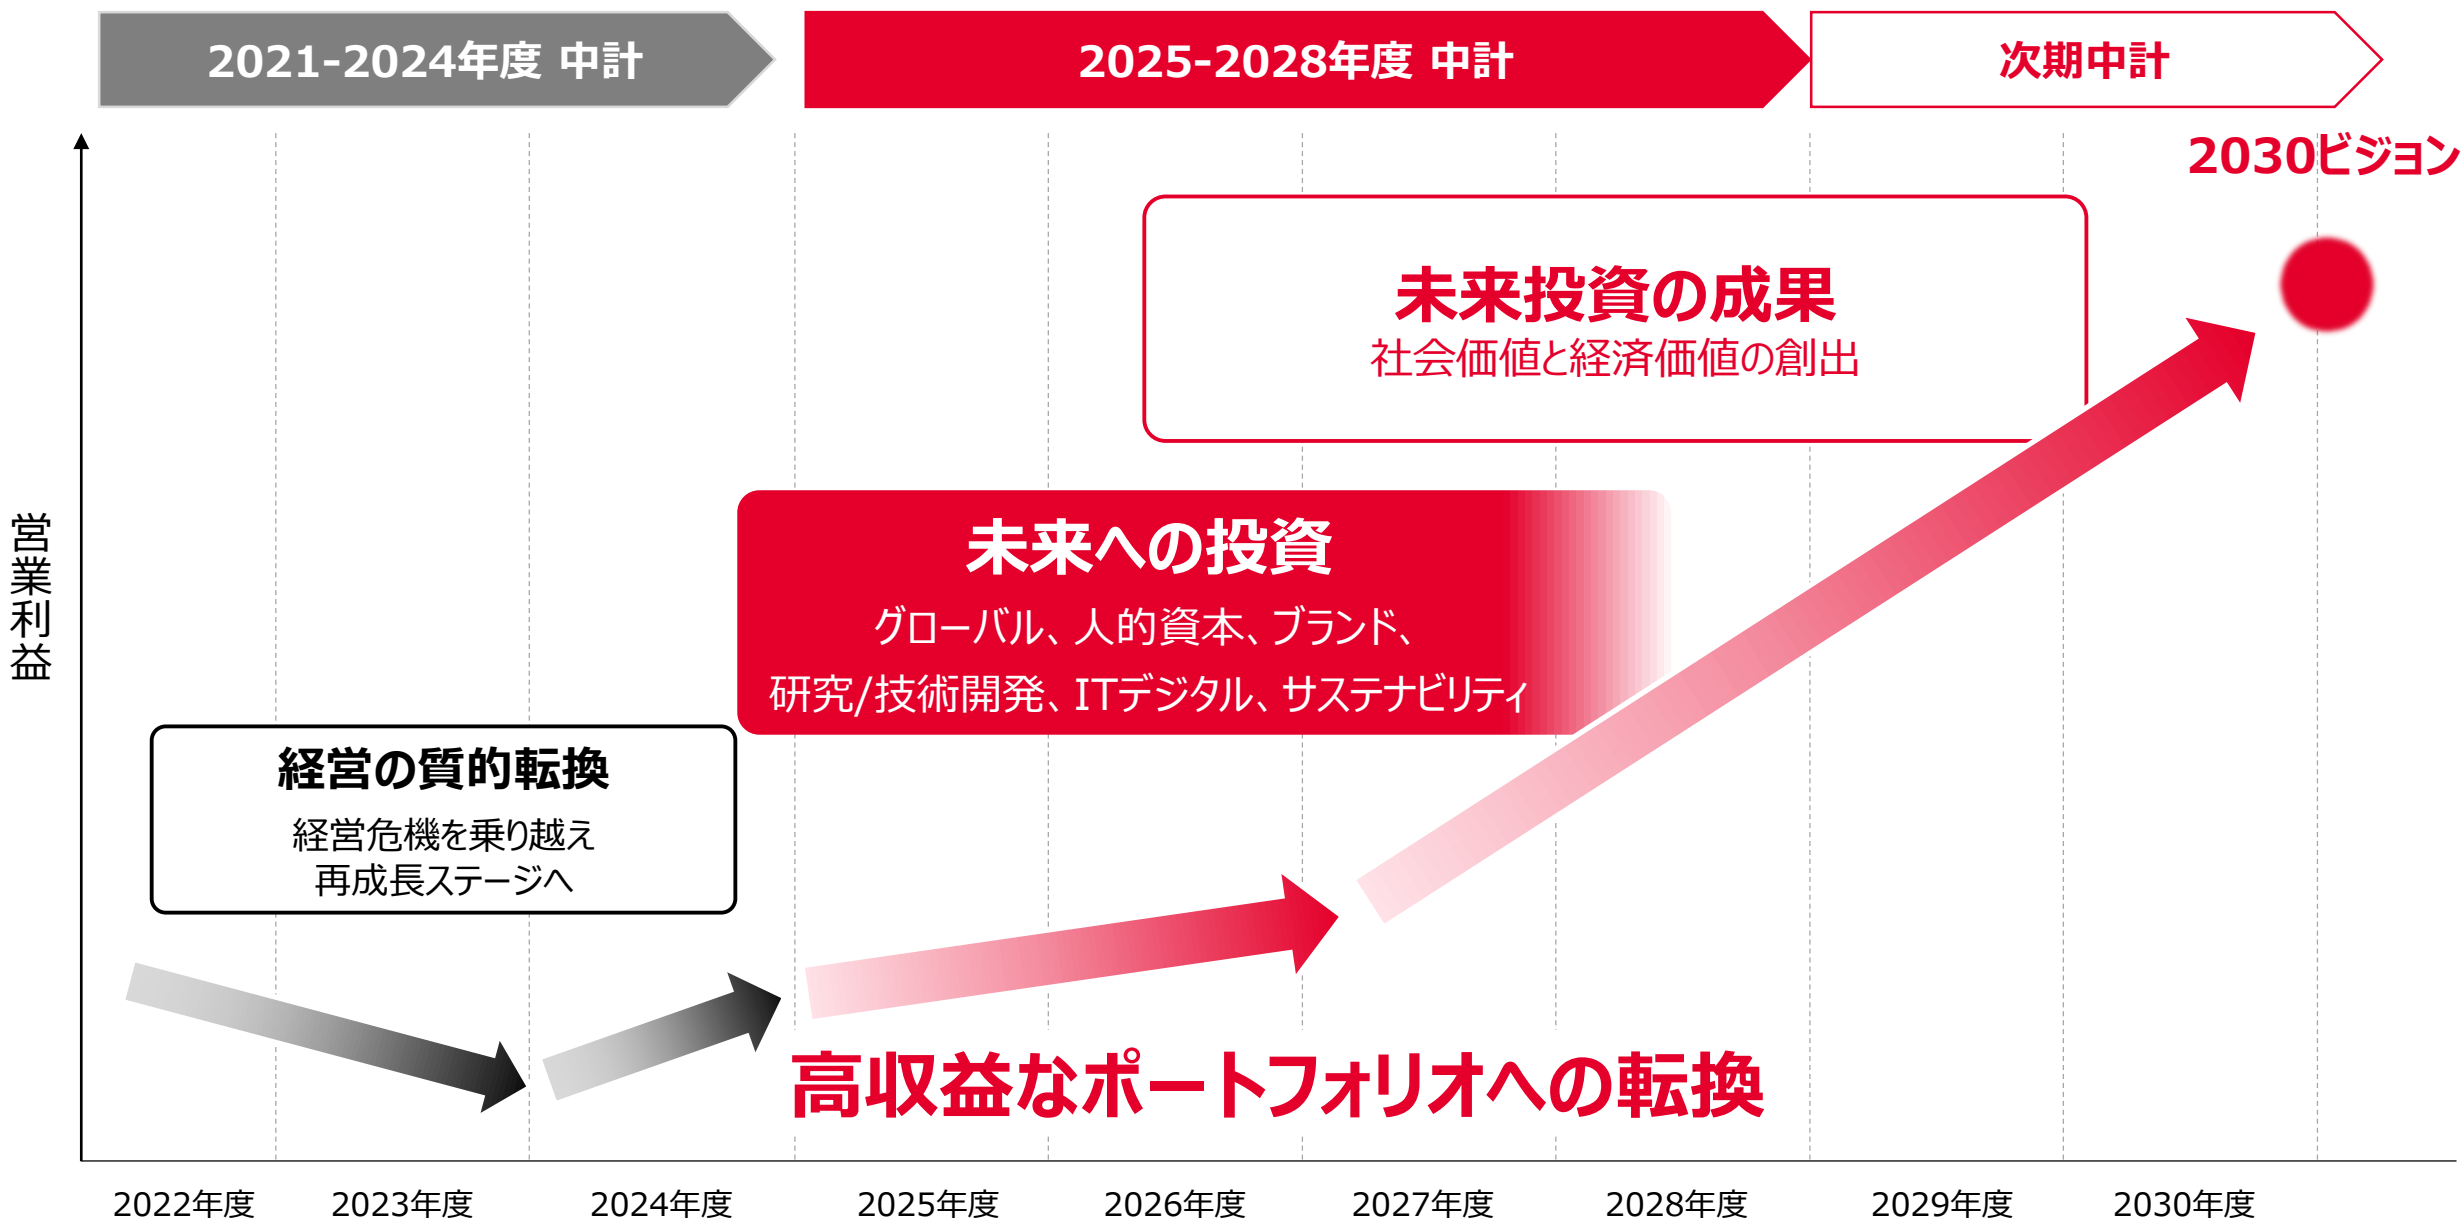 2021-2024年度 中計
2025-2028年度 中計
次期中計
2030ビジョン
未来投資の成果
社会価値と経済価値の創出
営業利益
未来への投資
グローバル、人的資本、ブランド、
研究/技術開発、ITデジタル、サステナビリティ
経営の質的転換
経営危機を乗り越え
再成長ステージへ
高収益なポートフォリオへの転換
2022年度
2023年度
2024年度
2025年度
2026年度
2027年度
2028年度
2029年度
2030年度